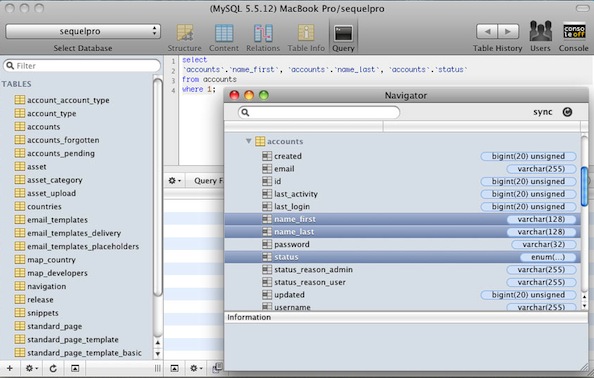 (MySQL 5.5.12) MacBook Pro/sequelpro
sequelpro
Select Database
Structure
Content
Relations
Table Info
Query
Table History
Users
Console
Filter
TABLES
account_account_type
account_type
accounts
accounts_forgotten
accounts_pending
asset
asset_category
asset_upload
countries
email_templates
email_templates_delivery
email_templates_placeholders
map_country
map_developers
navigation
release
snippets
standard_page
standard_page_template
standard_page_template_basic
1 select
2 `accounts`.`name_first`, `accounts`.`name_last`, `accounts`.`status`
3 from accounts
4 where 1;
Query F
Navigator
sync
accounts
created bigint(20) unsigned
email varchar(255)
id bigint(20) unsigned
last_activity bigint(20) unsigned
last_login bigint(20) unsigned
name_first varchar(128)
name_last varchar(128)
password varchar(32)
status enum(...)
status_reason_admin varchar(255)
status_reason_user varchar(255)
updated bigint(20) unsigned
username varchar(255)
Information